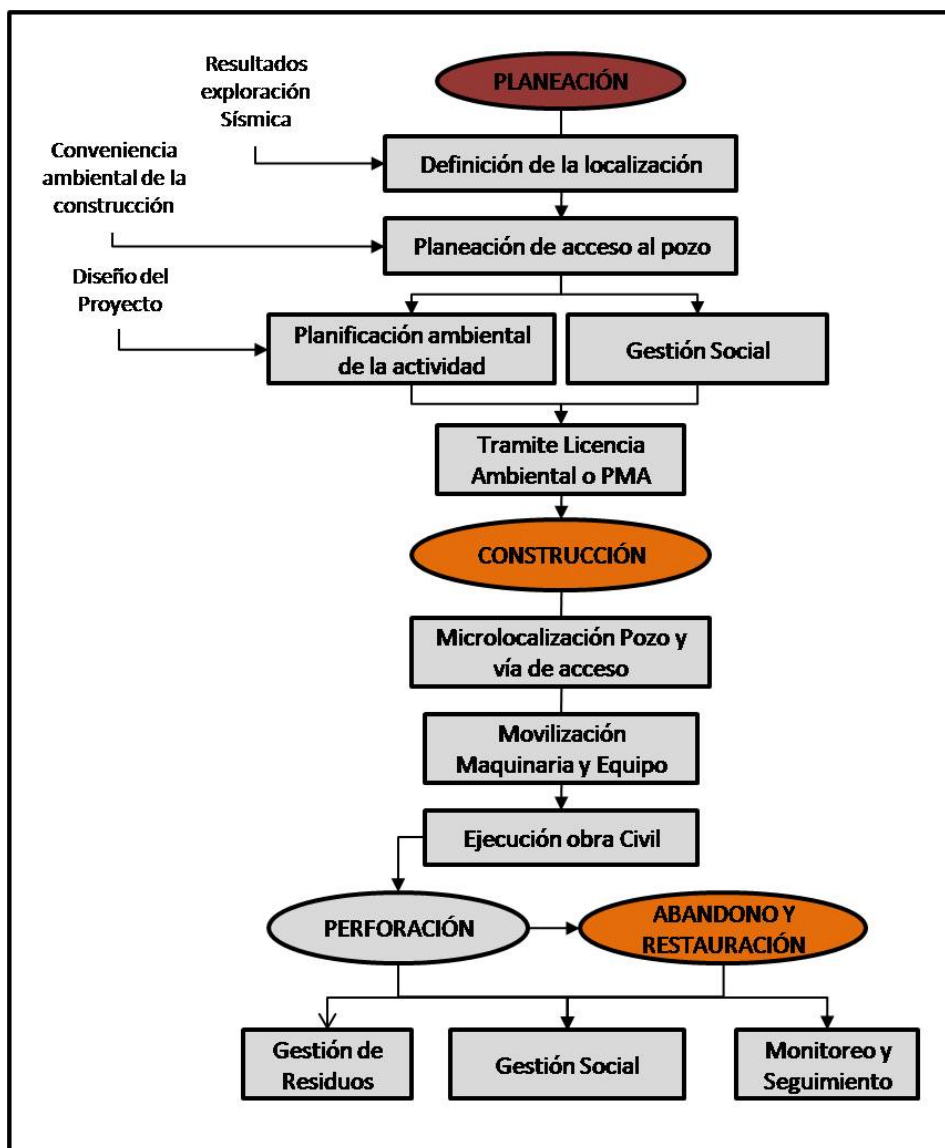 Resultados
exploración
Sísmica
PLANEACIÓN
Definición de la localización
Conveniencia
ambiental de la
construcción
Planeación de acceso al pozo
Diseño del
Proyecto
Planificación ambiental
de la actividad
Gestión Social
Tramite Licencia
Ambiental o PMA
CONSTRUCCIÓN
Microlocalización Pozo y
vía de acceso
Movilización
Maquinaria y Equipo
Ejecución obra Civil
PERFORACIÓN
ABANDONO Y
RESTAURACIÓN
Gestión de
Residuos
Gestión Social
Monitoreo y
Seguimiento